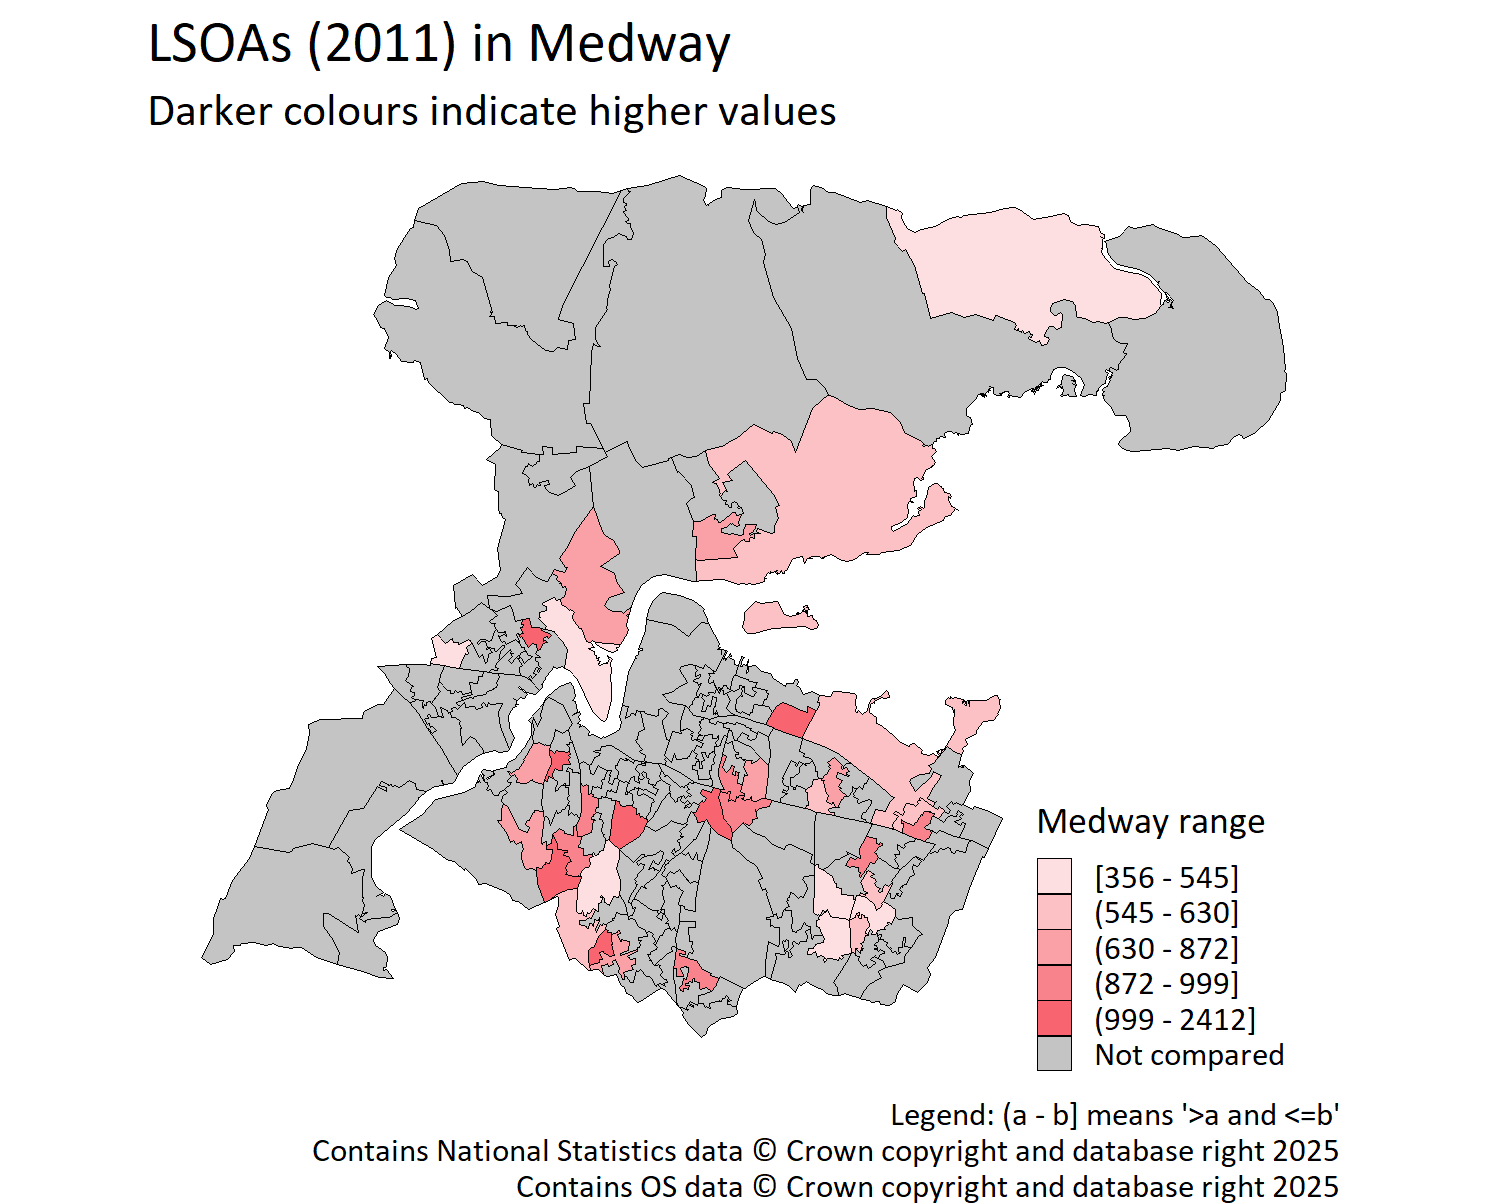 LSOAs (2011) in Medway
Darker colours indicate higher values
Medway range
[356 - 545]
(545 - 630]
(630 - 872]
(872 - 999]
(999 - 2412]
Not compared
Legend: (a - b] means '>a and <=b'
Contains National Statistics data © Crown copyright and database right 2025
Contains OS data © Crown copyright and database right 2025